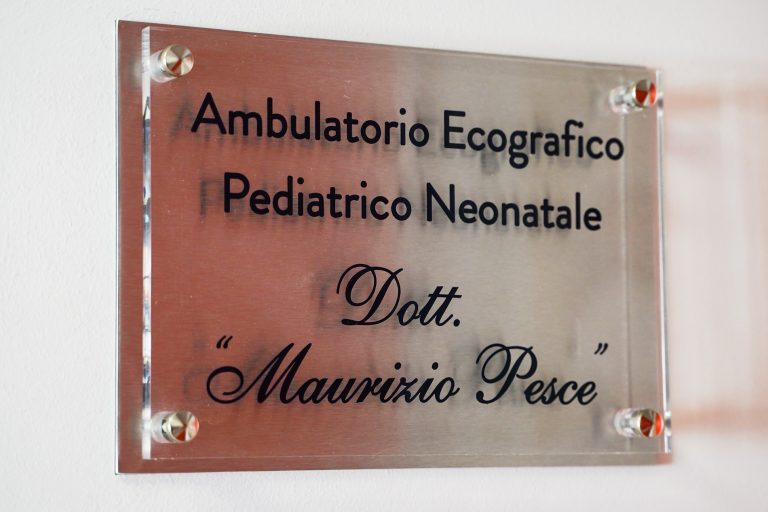 Ambulatorio Ecografico
Pediatrico Neonatale
Dott.
“Maurizio Pesce”